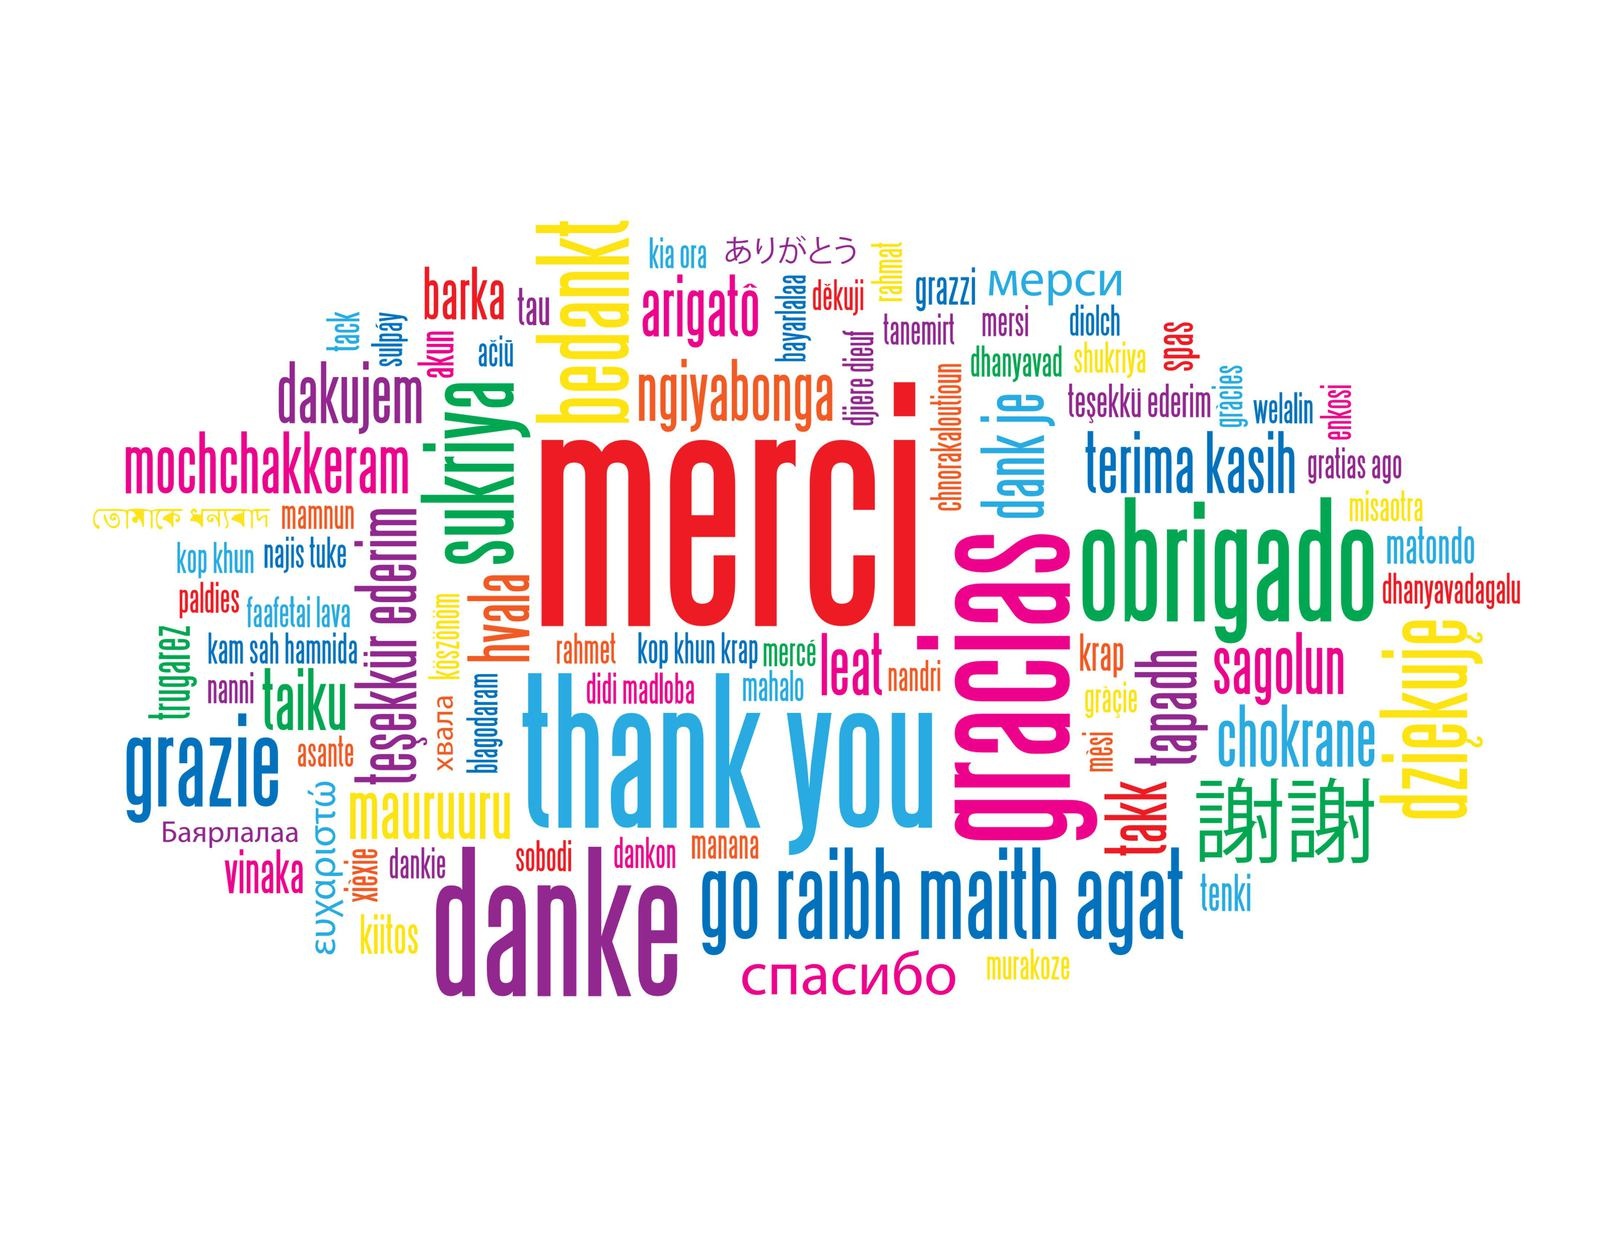 bedankt
kia ora
ありがとう
rahmat
barka
tau
arigatô
bayarlalaa
děkuji
grazzi
мерси
tack
sulpáy
akun
ačiū
djiere dieuf
tanemirt
mersi
diolch
spas
dakujem
sukriya
ngiyabonga
chnorakaloutioun
dhanyavad
shukriya
dank je
teşekkü ederim
gràcies
welalin
enkosi
mochchakkeram
merci
terima kasih
gratias ago
তোমাকে ধন্যবাদ
mamnun
teşekkür ederim
obrigado
misaotra
kop khun
najis tuke
gracias
matondo
paldies
faafetai lava
köszönöm
hvala
dhanyavadagalu
trugarez
kam sah hamnida
rahmet
kop khun krap
mercé
leat
nandri
krap
tapadh
sagolun
dziękuję
nanni
taiku
хвала
blagodaram
didi madloba
mahalo
gràçie
grazie
asante
thank you
mèsi
chokrane
Баярлалаа
ευχαριστώ
mauruuru
takk
謝謝
vinaka
xièxie
dankie
sobodi
dankon
manana
kiitos
danke
go raibh maith agat
tenki
спасибо
murakoze